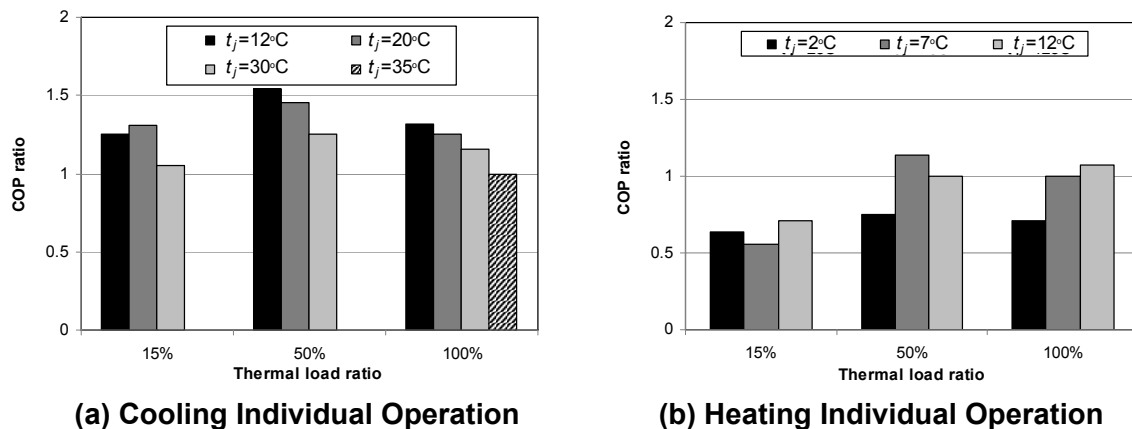 2
1.5
1
0.5
0
COP ratio
tj=12°C
tj=20°C
tj=30°C
tj=35°C
15%
50%
100%
Thermal load ratio
(a) Cooling Individual Operation
2
1.5
1
0.5
0
COP ratio
tj=2°C
tj=7°C
tj=12°C
15%
50%
100%
Thermal load ratio
(b) Heating Individual Operation